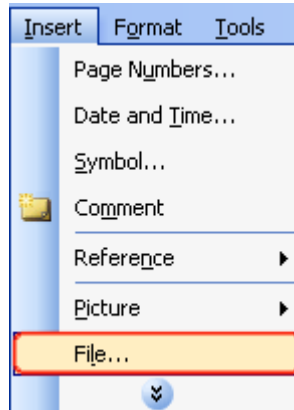 Insert Format Tools
Page Numbers...
Date and Time...
Symbol...
Comment
Reference
Picture
File...